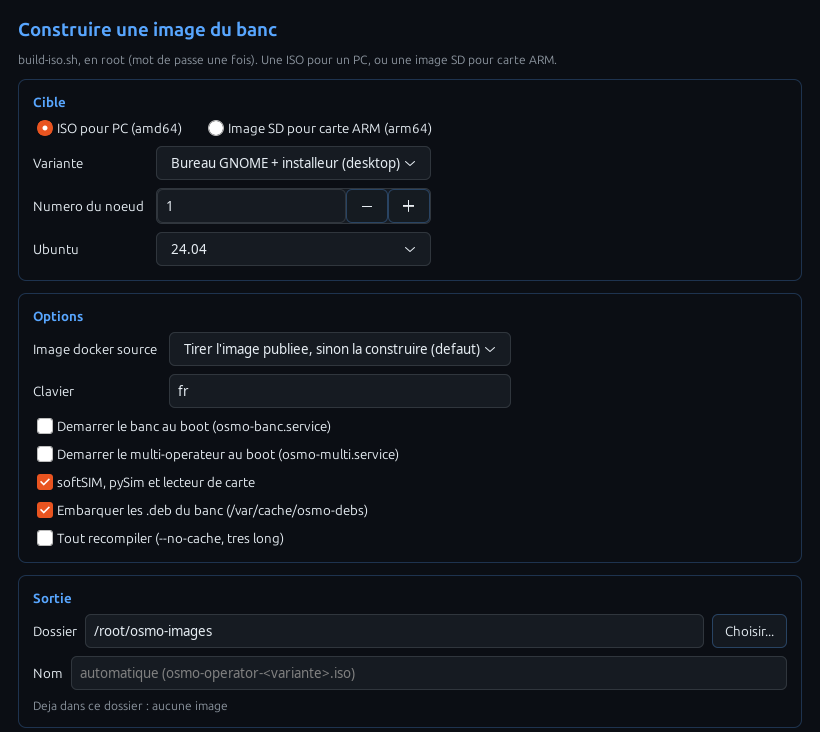 Construire une image du banc
build-iso.sh, en root (mot de passe une fois). Une ISO pour un PC, ou une image SD pour carte ARM.
Cible
ISO pour PC (amd64) Image SD pour carte ARM (arm64)
Variante Bureau GNOME + installeur (desktop)
Numero du noeud 1 − +
Ubuntu 24.04
Options
Image docker source Tirer l'image publiee, sinon la construire (defaut)
Clavier fr
Demarrer le banc au boot (osmo-banc.service)
Demarrer le multi-operateur au boot (osmo-multi.service)
softSIM, pySim et lecteur de carte
Embarquer les .deb du banc (/var/cache/osmo-debs)
Tout recompiler (--no-cache, tres long)
Sortie
Dossier /root/osmo-images Choisir...
Nom automatique (osmo-operator-<variante>.iso)
Deja dans ce dossier : aucune image